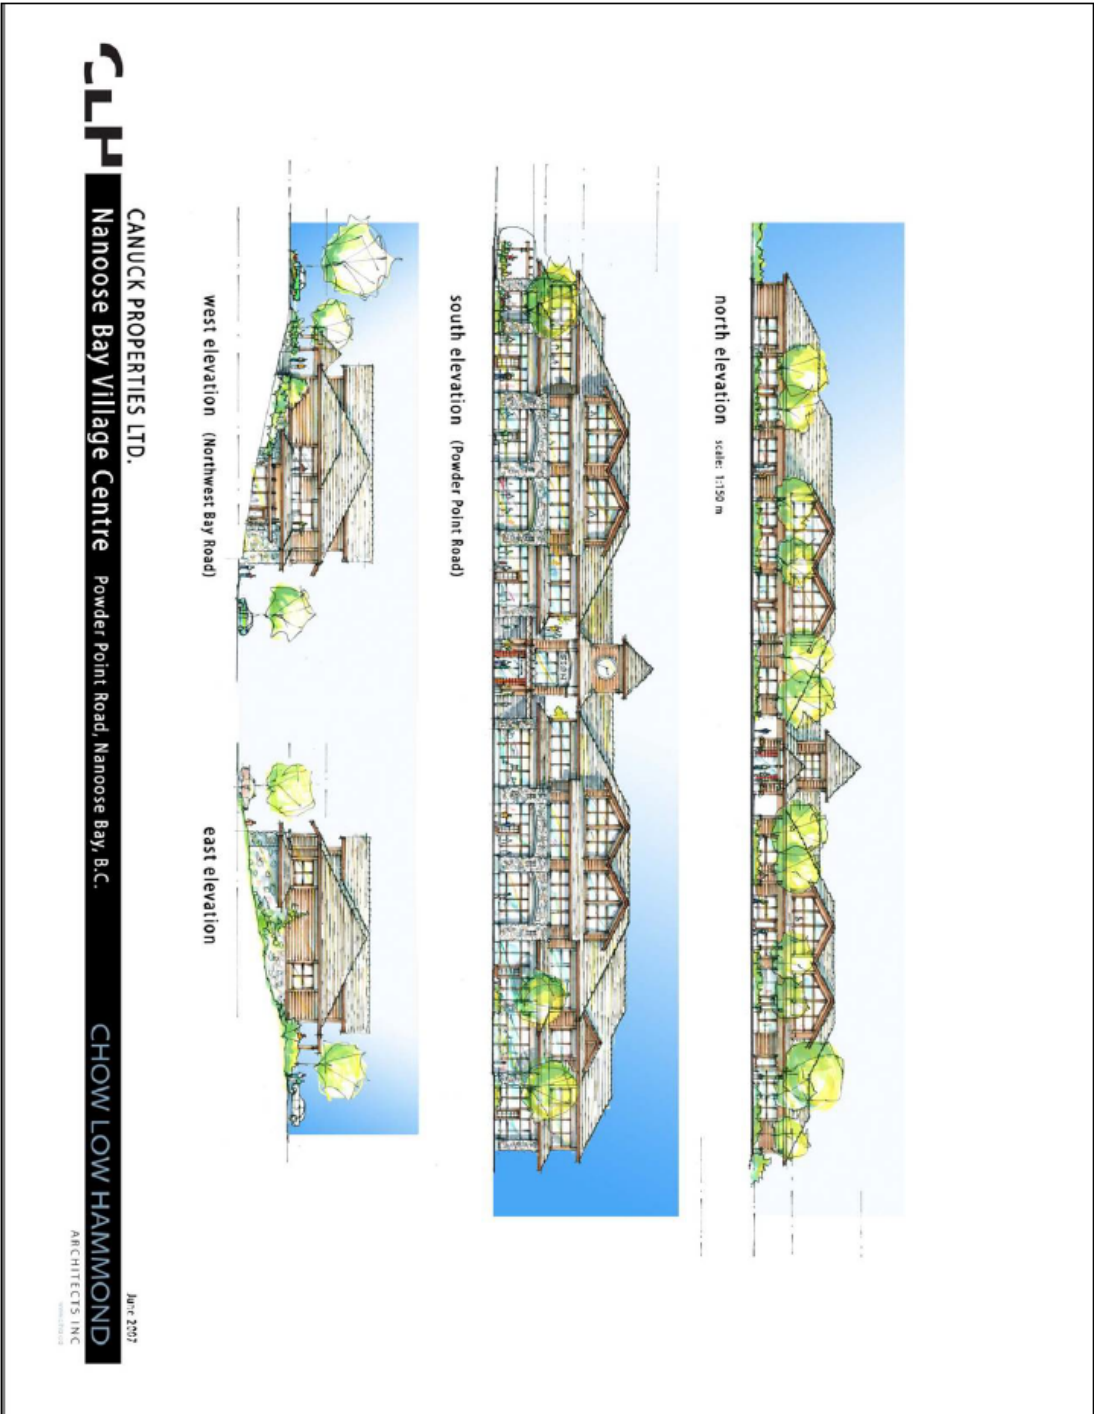 north elevation scale: 1:150 m
south elevation (Powder Point Road)
west elevation (Northwest Bay Road)
east elevation
CANUCK PROPERTIES LTD.
June 2007
CLH
Nanoose Bay Village Centre Powder Point Road, Nanoose Bay, B.C.
CHOW LOW HAMMOND
ARCHITECTS INC